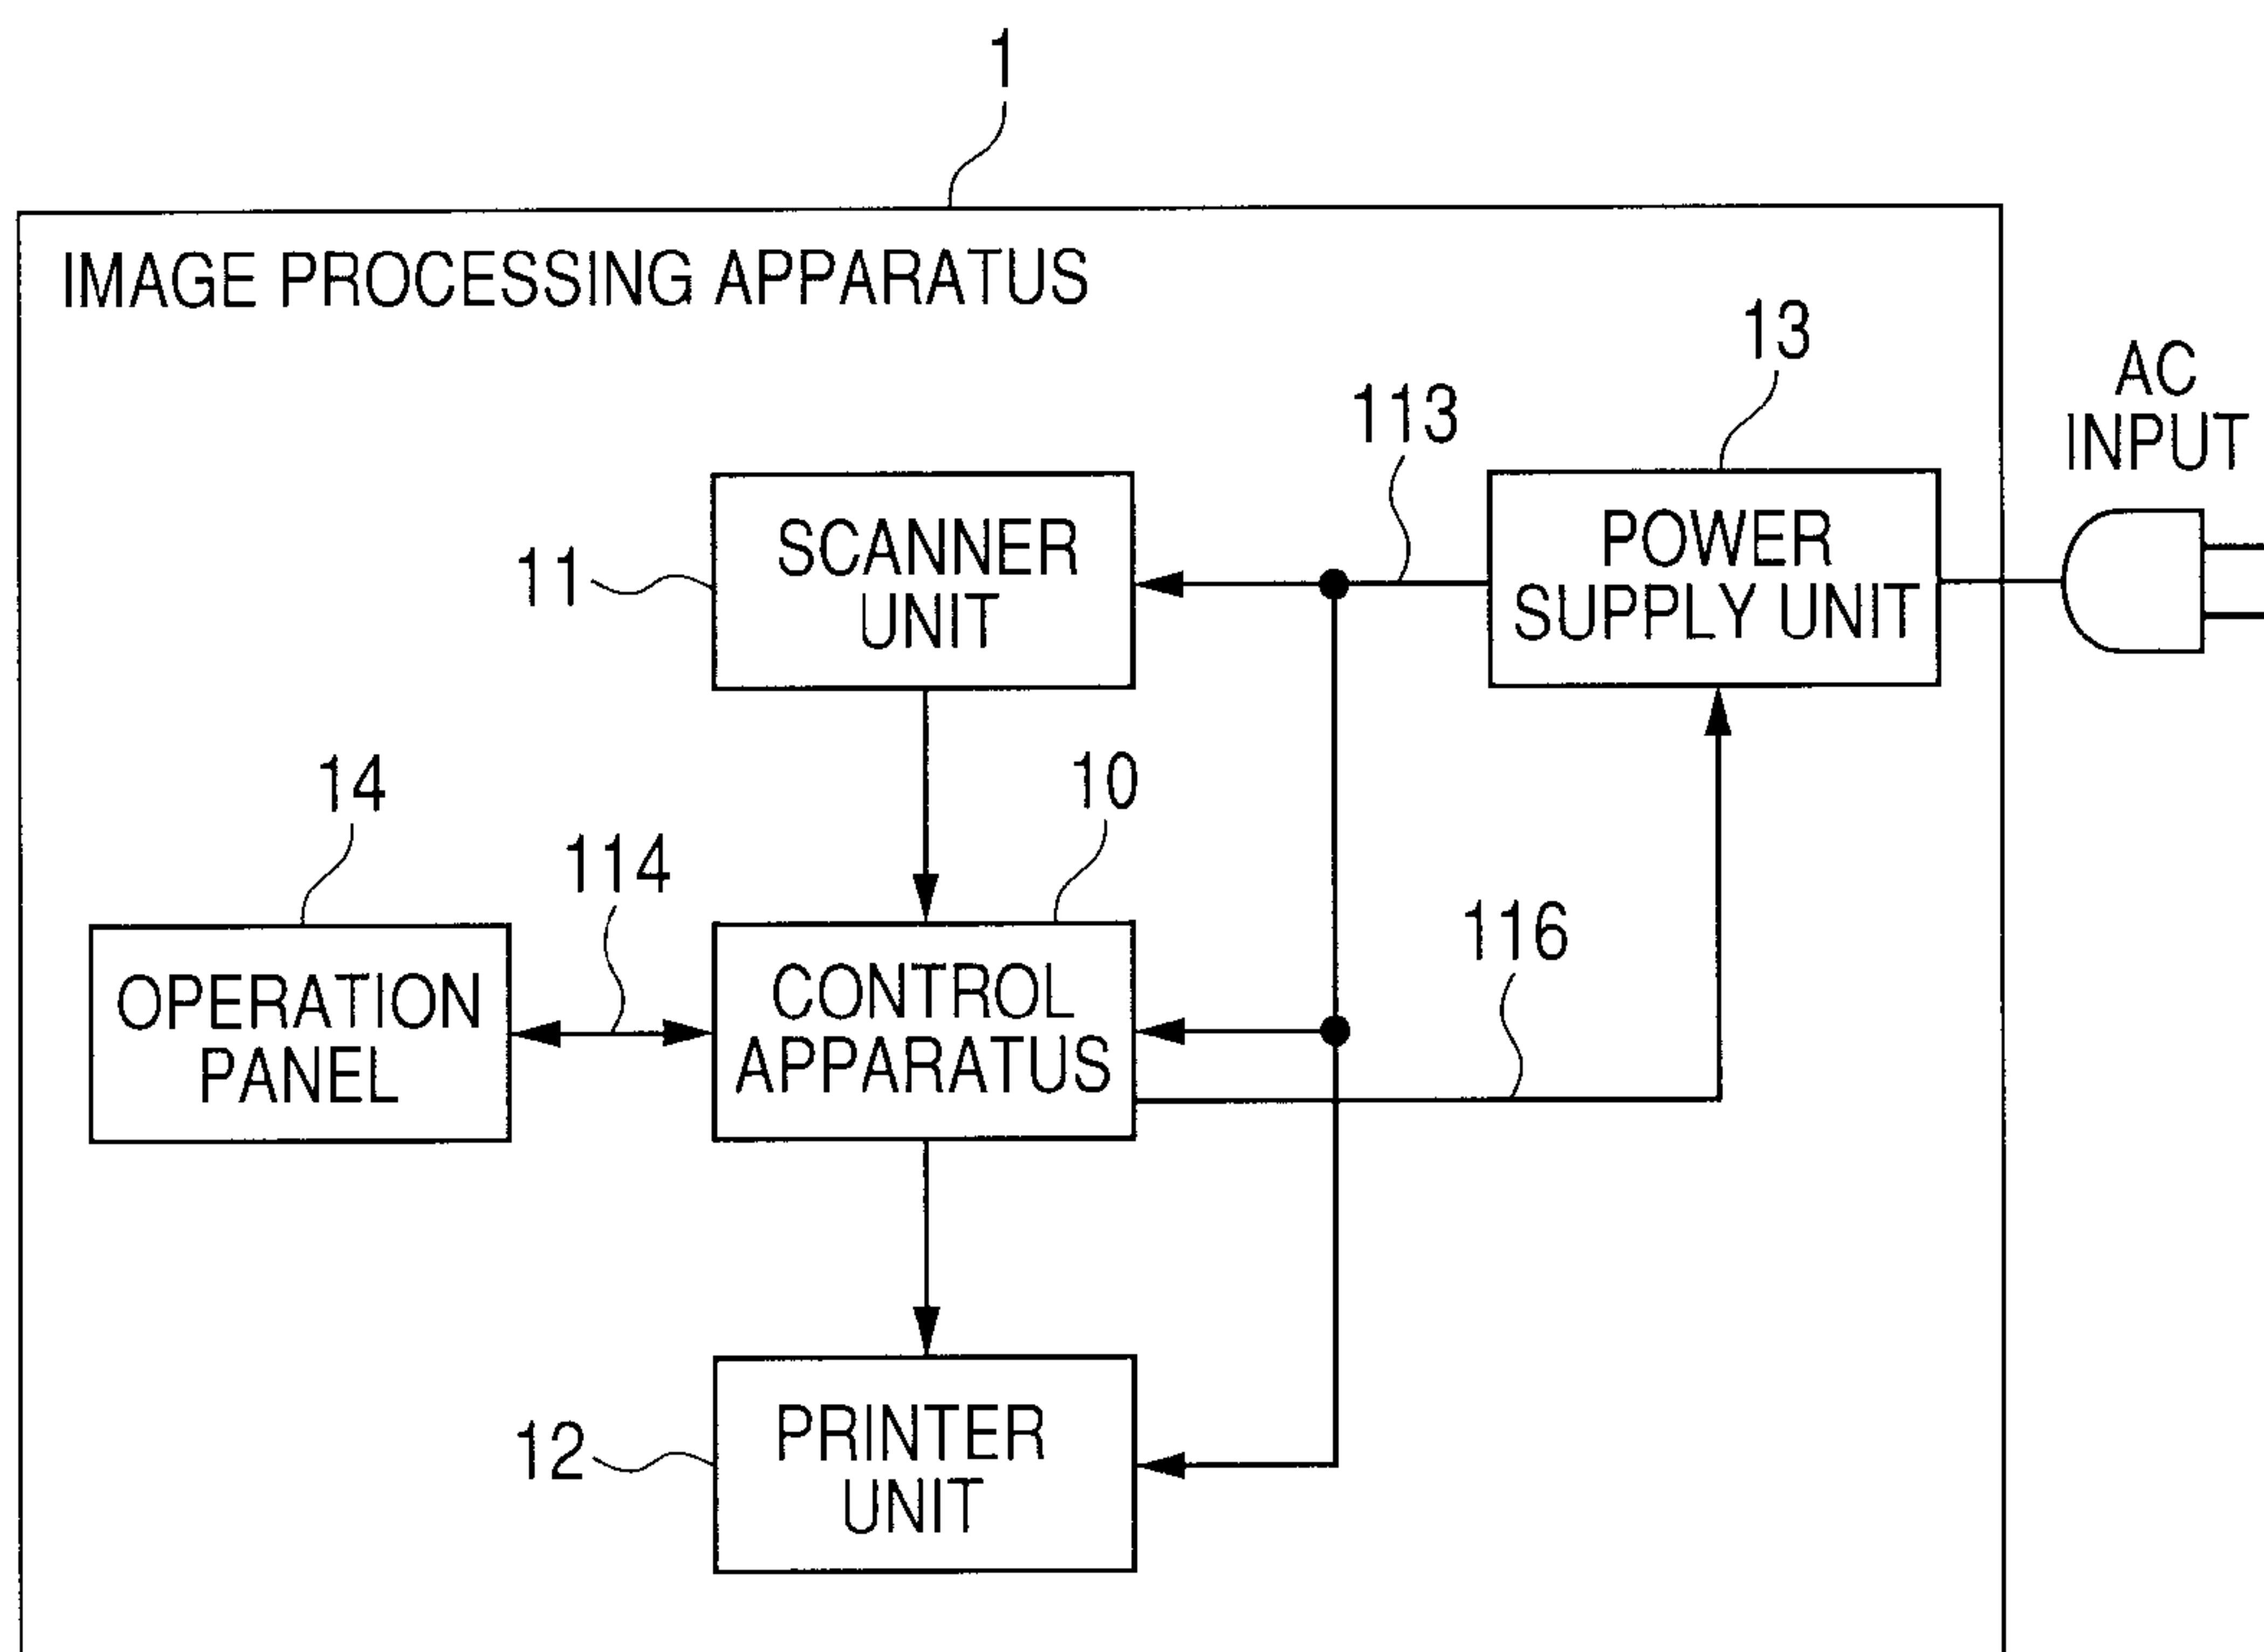 1
IMAGE PROCESSING APPARATUS
13
AC
INPUT
113
SCANNER
UNIT
11
POWER
SUPPLY UNIT
14
114
10
116
OPERATION
PANEL
CONTROL
APPARATUS
12
PRINTER
UNIT